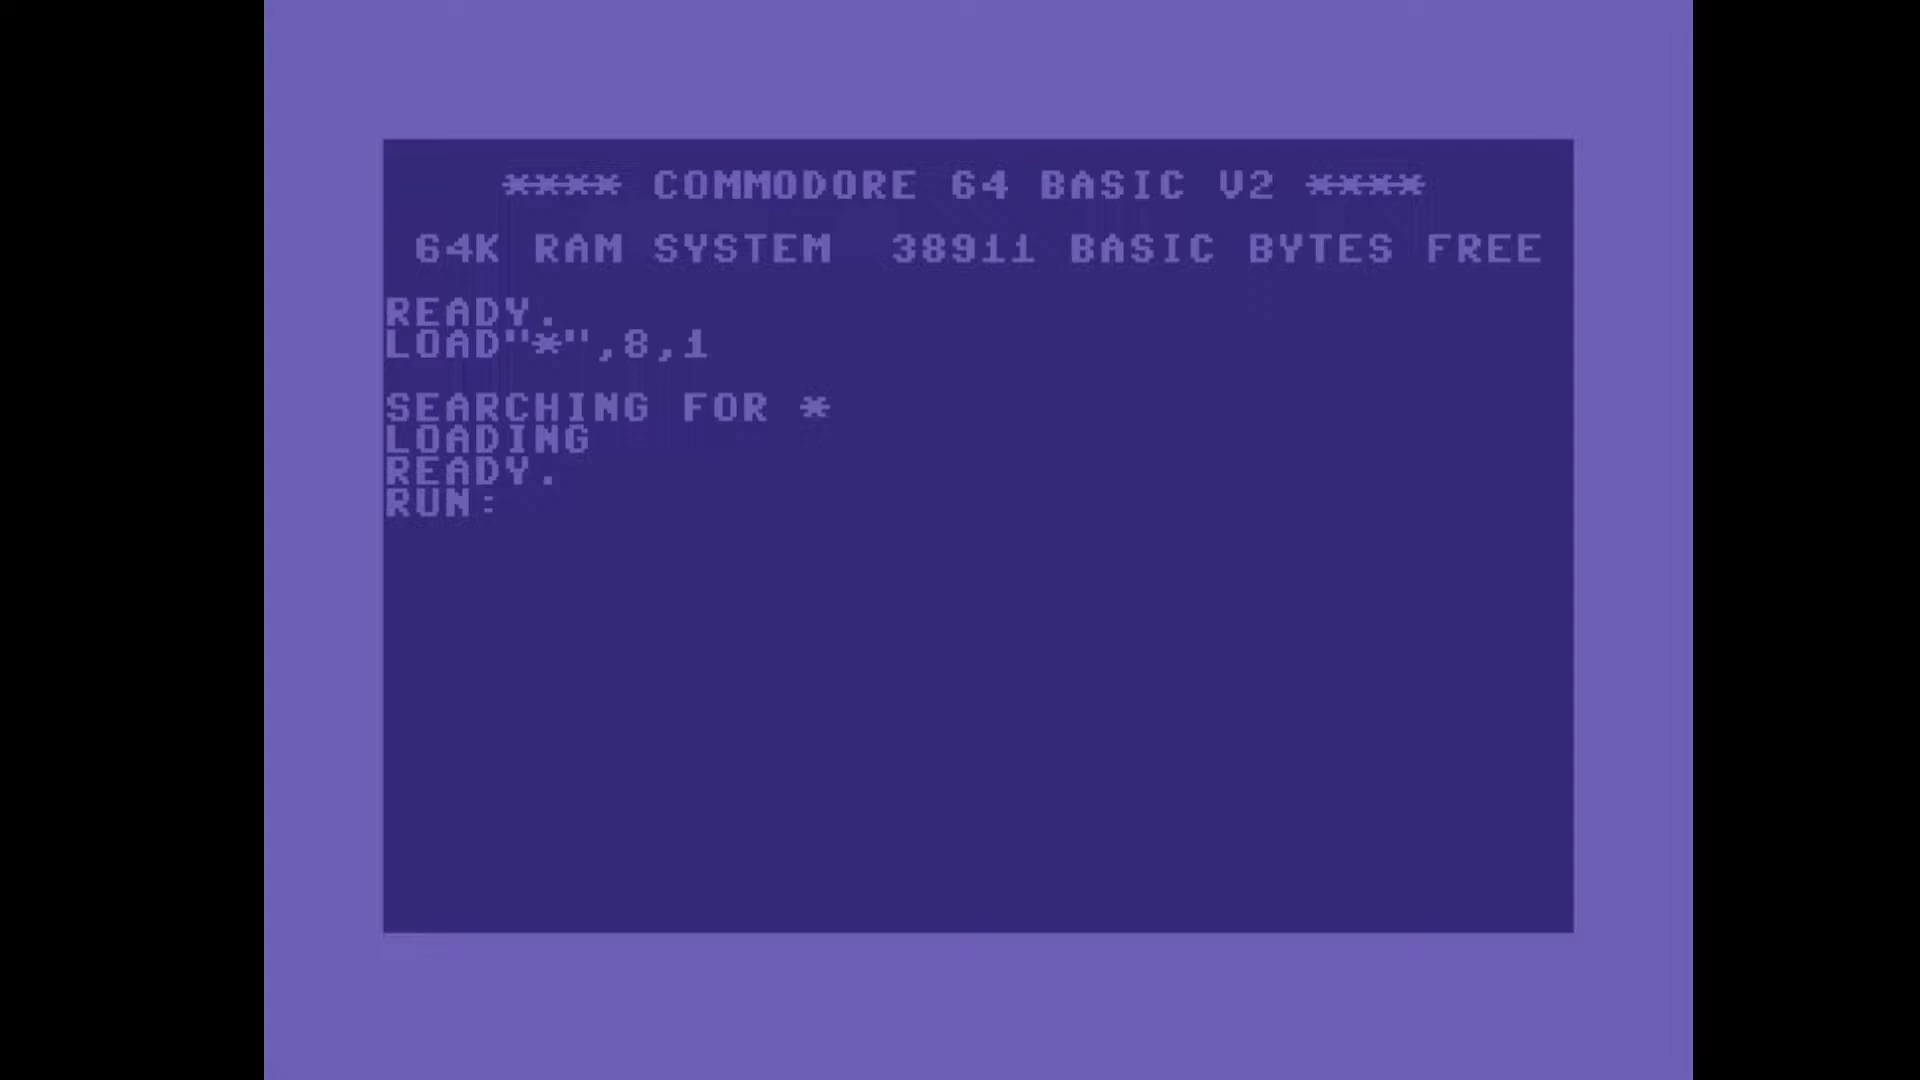 **** COMMODORE 64 BASIC V2 ****
64K RAM SYSTEM  38911 BASIC BYTES FREE
READY.
LOAD"*",8,1
SEARCHING FOR *
LOADING
READY.
RUN: